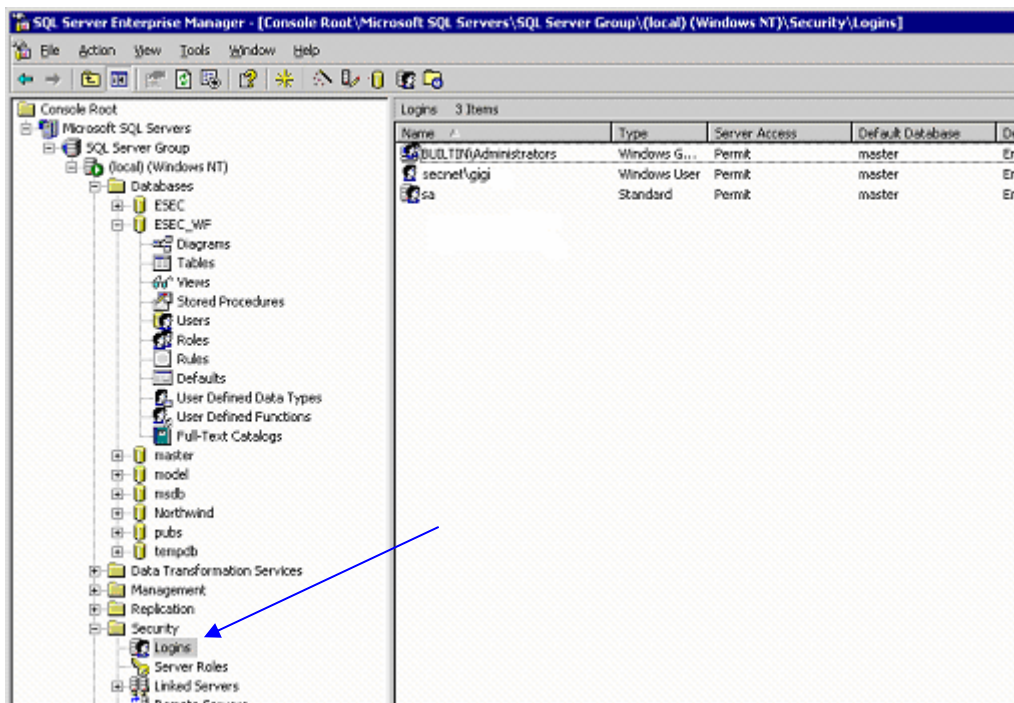 SQL Server Enterprise Manager - [Console Root\Microsoft SQL Servers\SQL Server Group\(local) (Windows NT)\Security\Logins]
File Action View Tools Window Help
Console Root
Microsoft SQL Servers
SQL Server Group
(local) (Windows NT)
Databases
ESEC
ESEC_WF
Diagrams
Tables
Views
Stored Procedures
Users
Roles
Rules
Defaults
User Defined Data Types
User Defined Functions
Full-Text Catalogs
master
model
msdb
Northwind
pubs
tempdb
Data Transformation Services
Management
Replication
Security
Logins
Server Roles
Linked Servers
Remote Servers
Logins 3 Items
Name Type Server Access Default Database
BUILTIN\Administrators Windows G... Permit master
secnet\gigi Windows User Permit master
sa Standard Permit master